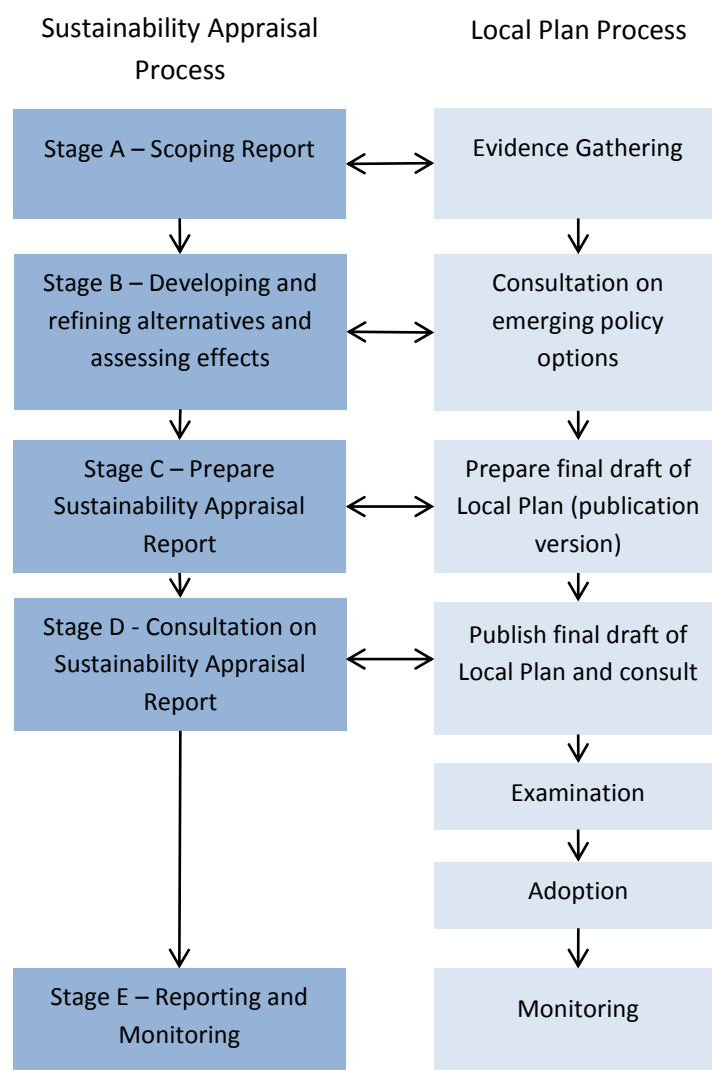 Sustainability Appraisal
Process
Local Plan Process
Stage A – Scoping Report
Evidence Gathering
Stage B – Developing and
refining alternatives and
assessing effects
Consultation on
emerging policy
options
Stage C – Prepare
Sustainability Appraisal
Report
Prepare final draft of
Local Plan (publication
version)
Stage D - Consultation on
Sustainability Appraisal
Report
Publish final draft of
Local Plan and consult
Examination
Adoption
Stage E – Reporting and
Monitoring
Monitoring